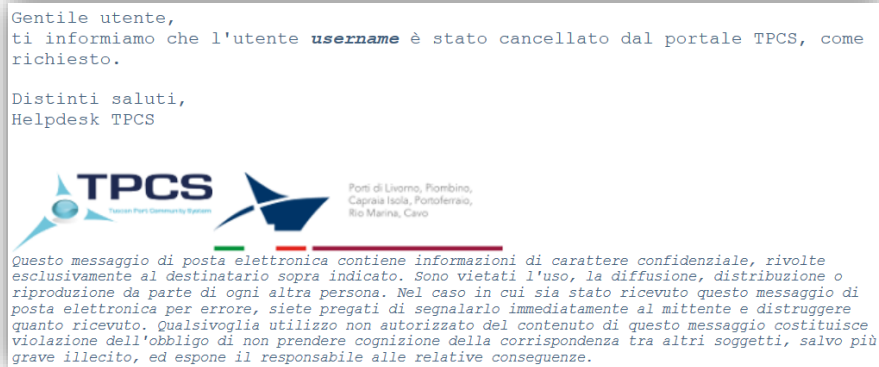 Gentile utente,
ti informiamo che l'utente username è stato cancellato dal portale TPCS, come
richiesto.
Distinti saluti,
Helpdesk TPCS
TPCS
Tuscan Port Community System
Porti di Livorno, Piombino,
Capraia Isola, Portoferraio,
Rio Marina, Cavo
Questo messaggio di posta elettronica contiene informazioni di carattere confidenziale, rivolte
esclusivamente al destinatario sopra indicato. Sono vietati l'uso, la diffusione, distribuzione o
riproduzione da parte di ogni altra persona. Nel caso in cui sia stato ricevuto questo messaggio di
posta elettronica per errore, siete pregati di segnalarlo immediatamente al mittente e distruggere
quanto ricevuto. Qualsivoglia utilizzo non autorizzato del contenuto di questo messaggio costituisce
violazione dell'obbligo di non prendere cognizione della corrispondenza tra altri soggetti, salvo più
grave illecito, ed espone il responsabile alle relative conseguenze.